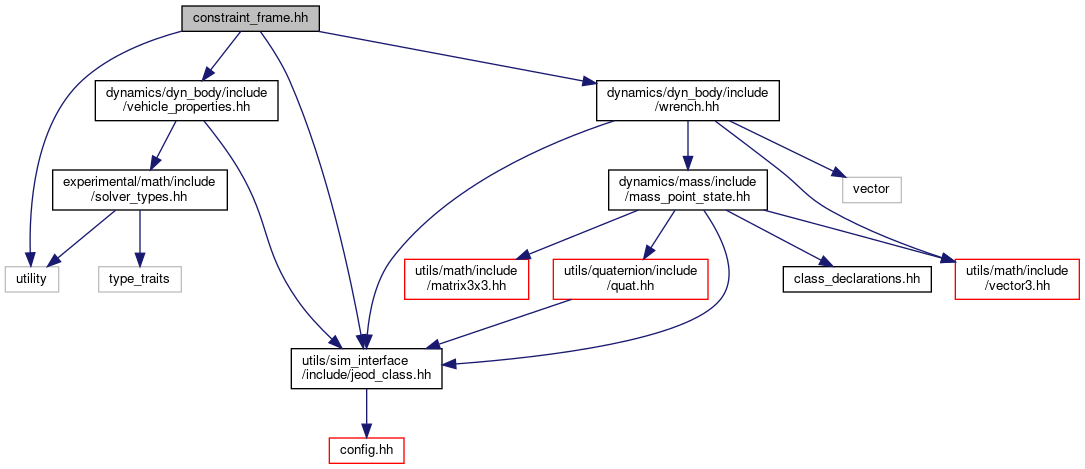 constraint_frame.hh
dynamics/dyn_body/include
/vehicle_properties.hh
dynamics/dyn_body/include
/wrench.hh
experimental/math/include
/solver_types.hh
dynamics/mass/include
/mass_point_state.hh
vector
utility
type_traits
utils/math/include
/matrix3x3.hh
utils/quaternion/include
/quat.hh
class_declarations.hh
utils/math/include
/vector3.hh
utils/sim_interface
/include/jeod_class.hh
config.hh